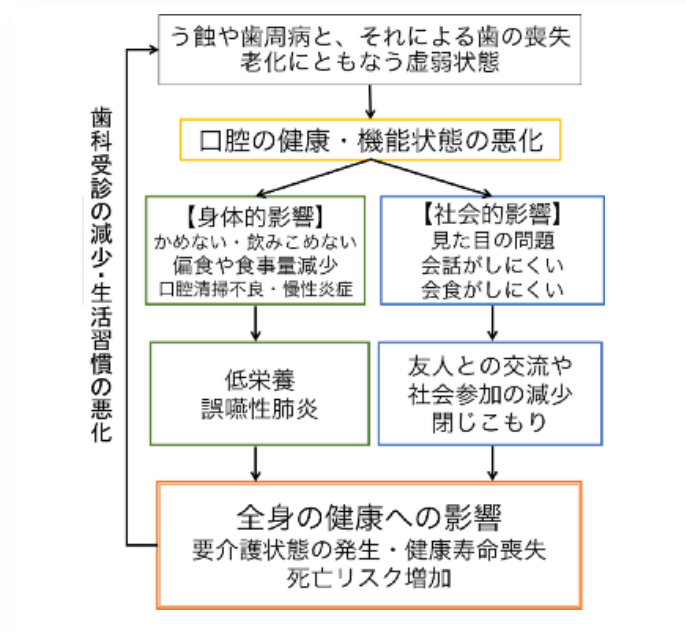 う蝕や歯周病と、それによる歯の喪失
老化にともなう虚弱状態
口腔の健康・機能状態の悪化
【身体的影響】
かめない・飲みこめない
偏食や食事量減少
口腔清掃不良・慢性炎症
【社会的影響】
見た目の問題
会話がしにくい
会食がしにくい
低栄養
誤嚥性肺炎
友人との交流や
社会参加の減少
閉じこもり
全身の健康への影響
要介護状態の発生・健康寿命喪失
死亡リスク増加
歯科受診の減少・生活習慣の悪化